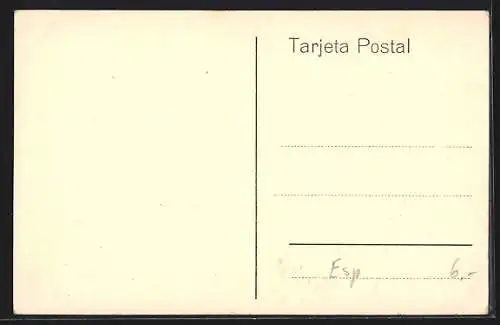 Tarjeta Postal
Esp 6,-